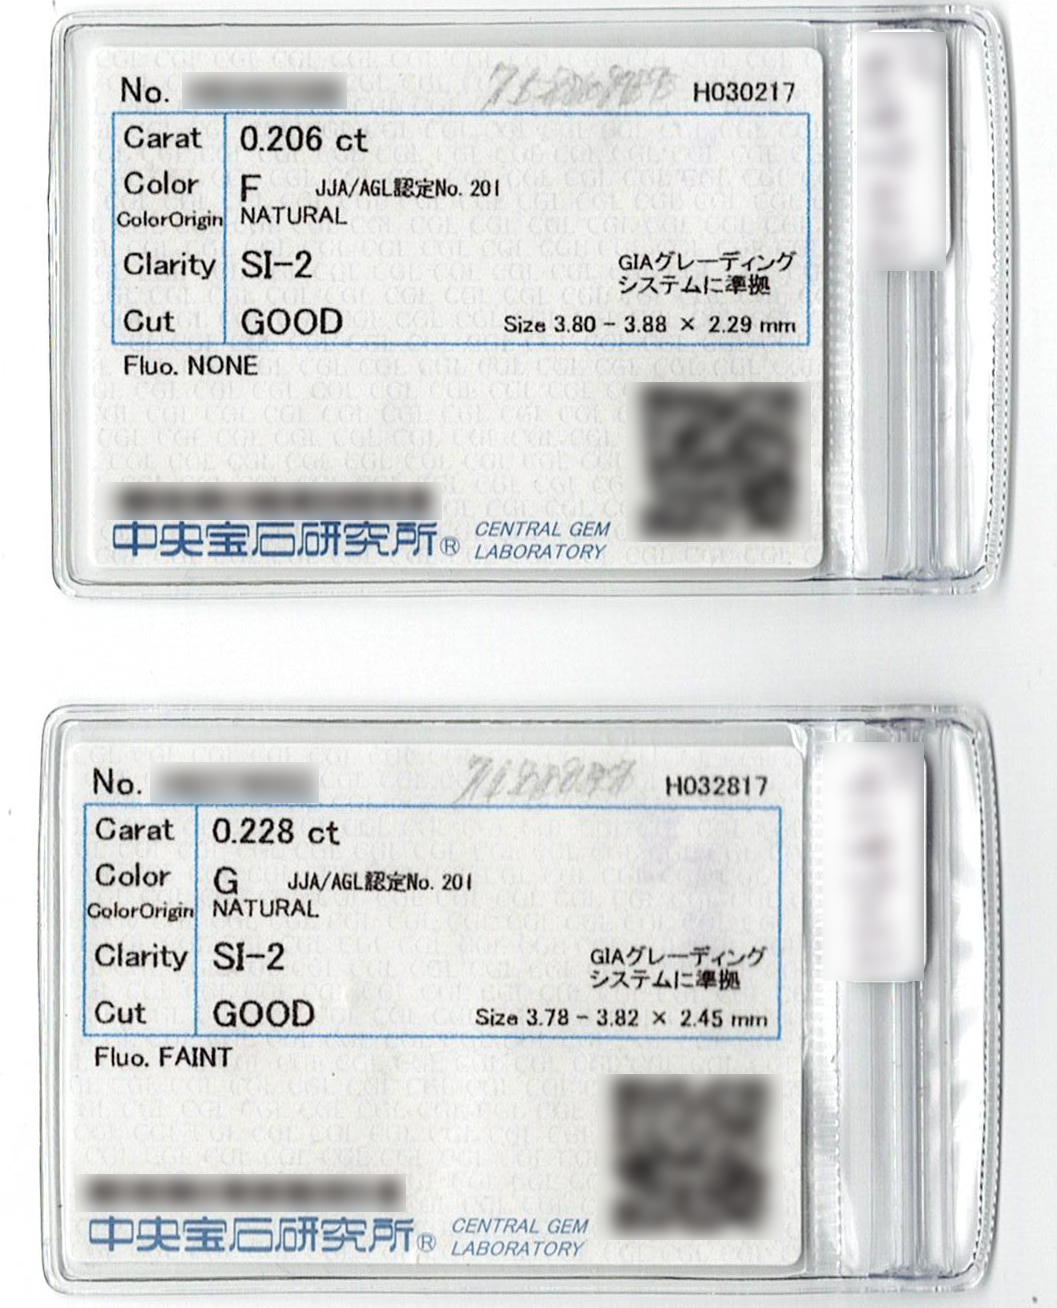 No.
H030217
Carat 0.206 ct
Color F JJA/AGL認定No. 201
ColorOrigin NATURAL
Clarity SI-2
GIAグレーディング
システムに準拠
Cut GOOD Size 3.80 - 3.88 × 2.29 mm
Fluo. NONE
中央宝石研究所® CENTRAL GEM
LABORATORY
No.
H032817
Carat 0.228 ct
Color G JJA/AGL認定No. 201
ColorOrigin NATURAL
Clarity SI-2
GIAグレーディング
システムに準拠
Cut GOOD Size 3.78 - 3.82 × 2.45 mm
Fluo. FAINT
中央宝石研究所® CENTRAL GEM
LABORATORY